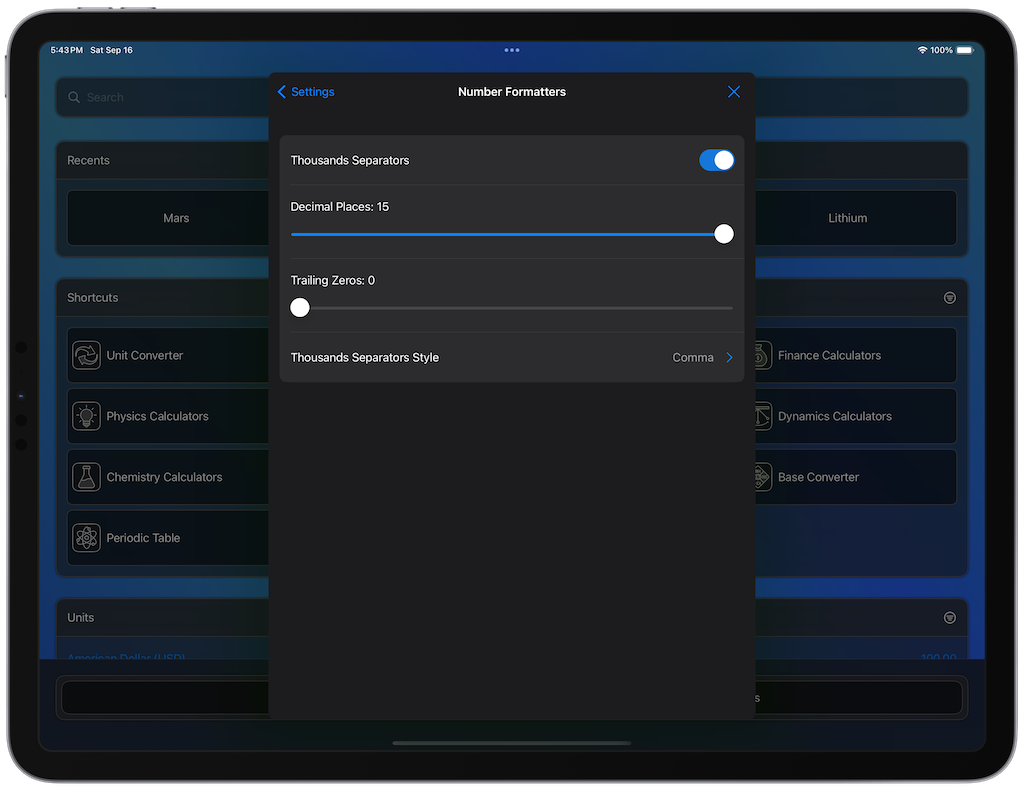 5:43 PM Sat Sep 16
100%
Search
Settings
Number Formatters
Recents
Mars
Lithium
Thousands Separators
Decimal Places: 15
Trailing Zeros: 0
Thousands Separators Style
Comma
Shortcuts
Unit Converter
Finance Calculators
Physics Calculators
Dynamics Calculators
Chemistry Calculators
Base Converter
Periodic Table
Units
American Dollar (USD)
100.00
s